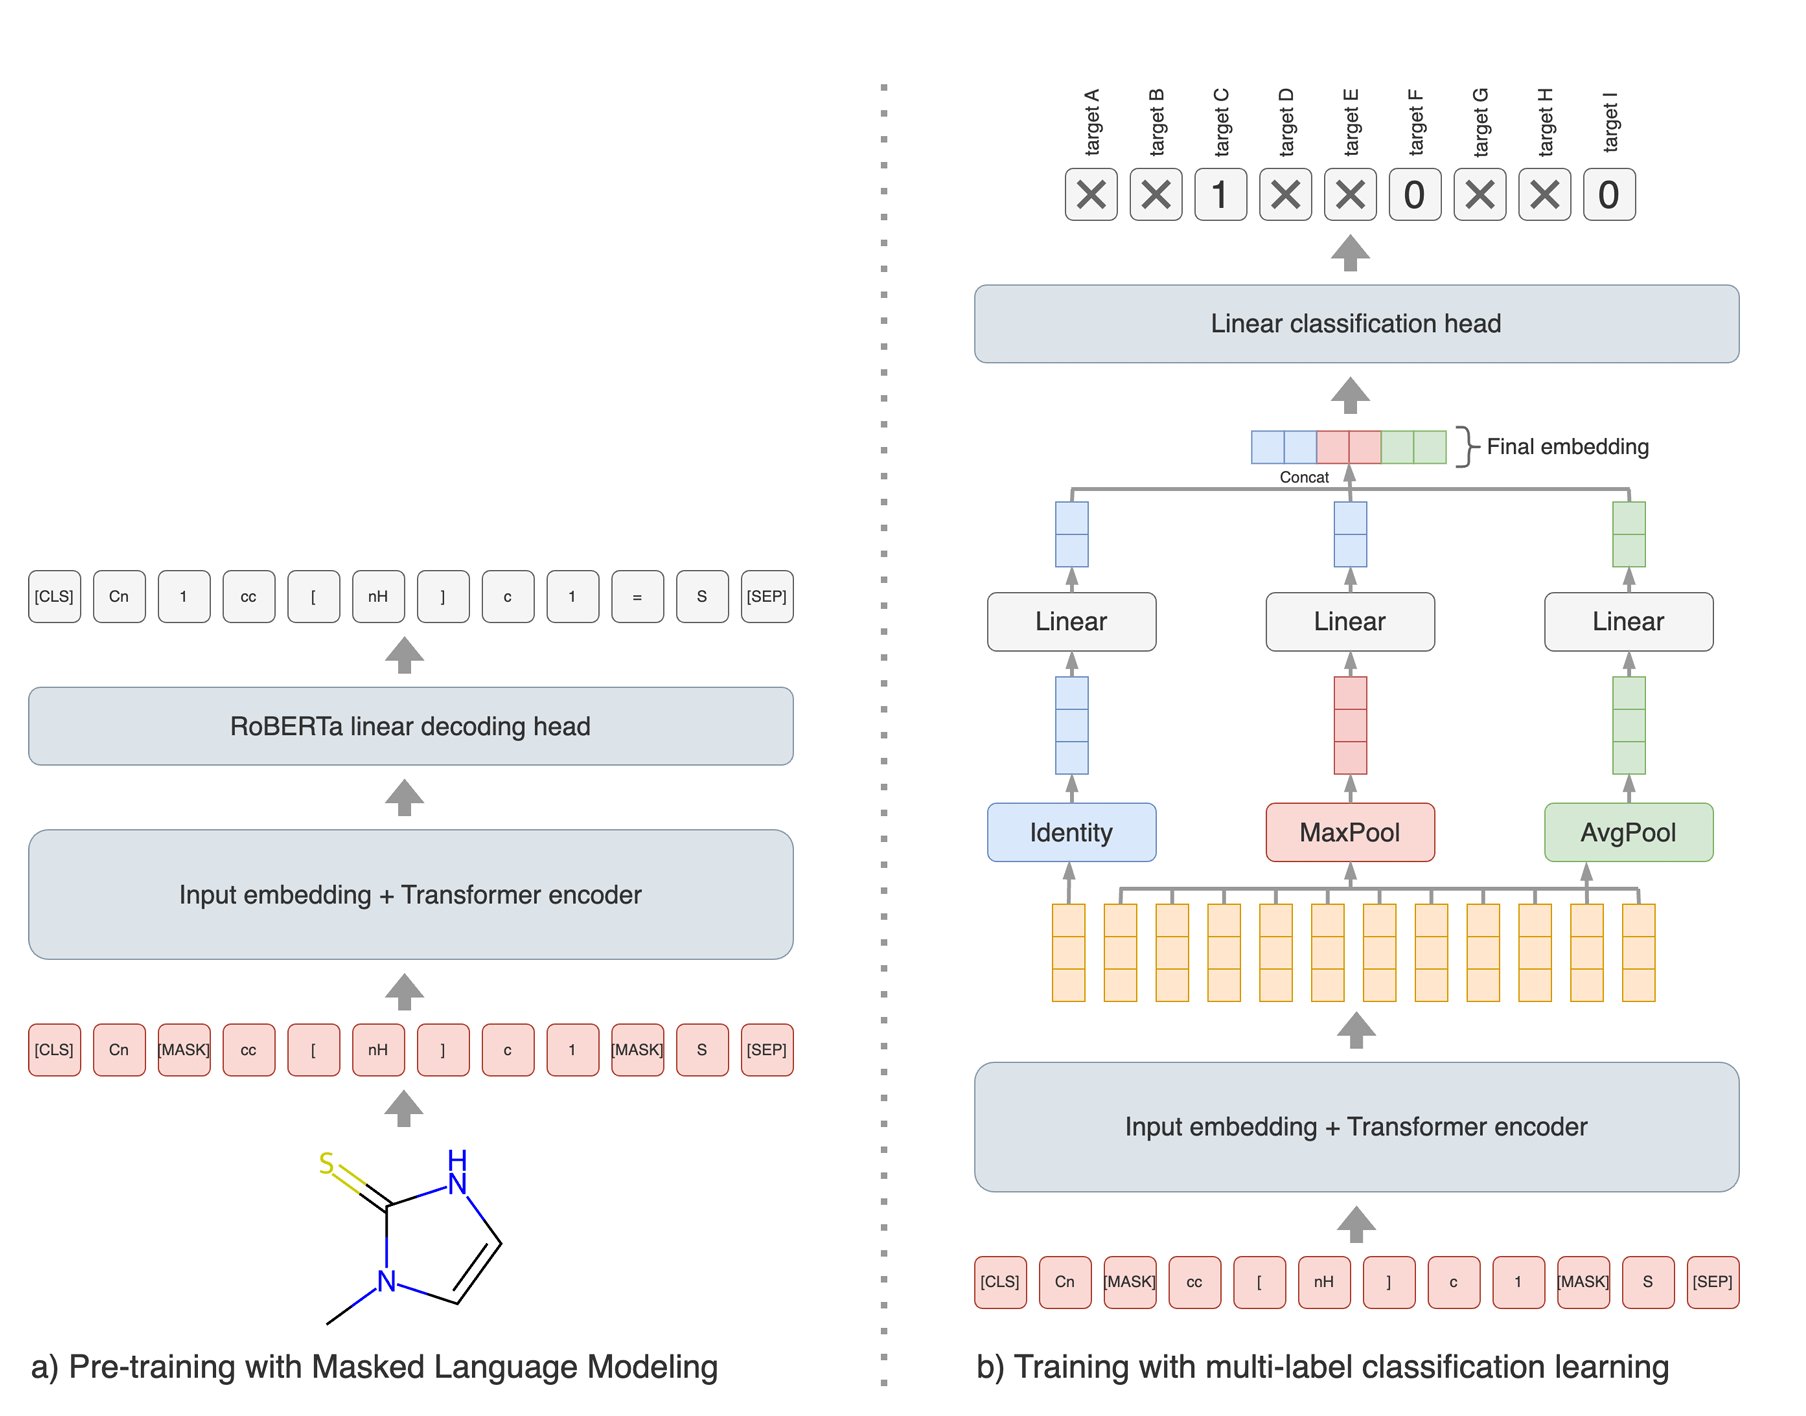 [CLS] Cn 1 cc [ nH ] c 1 = S [SEP]
RoBERTa linear decoding head
Input embedding + Transformer encoder
[CLS] Cn [MASK] cc [ nH ] c 1 [MASK] S [SEP]
S
H
N
N
a) Pre-training with Masked Language Modeling
target A target B target C target D target E target F target G target H target I
✕ ✕ 1 ✕ ✕ 0 ✕ ✕ 0
Linear classification head
Final embedding
Concat
Linear Linear Linear
Identity MaxPool AvgPool
Input embedding + Transformer encoder
[CLS] Cn [MASK] cc [ nH ] c 1 [MASK] S [SEP]
b) Training with multi-label classification learning